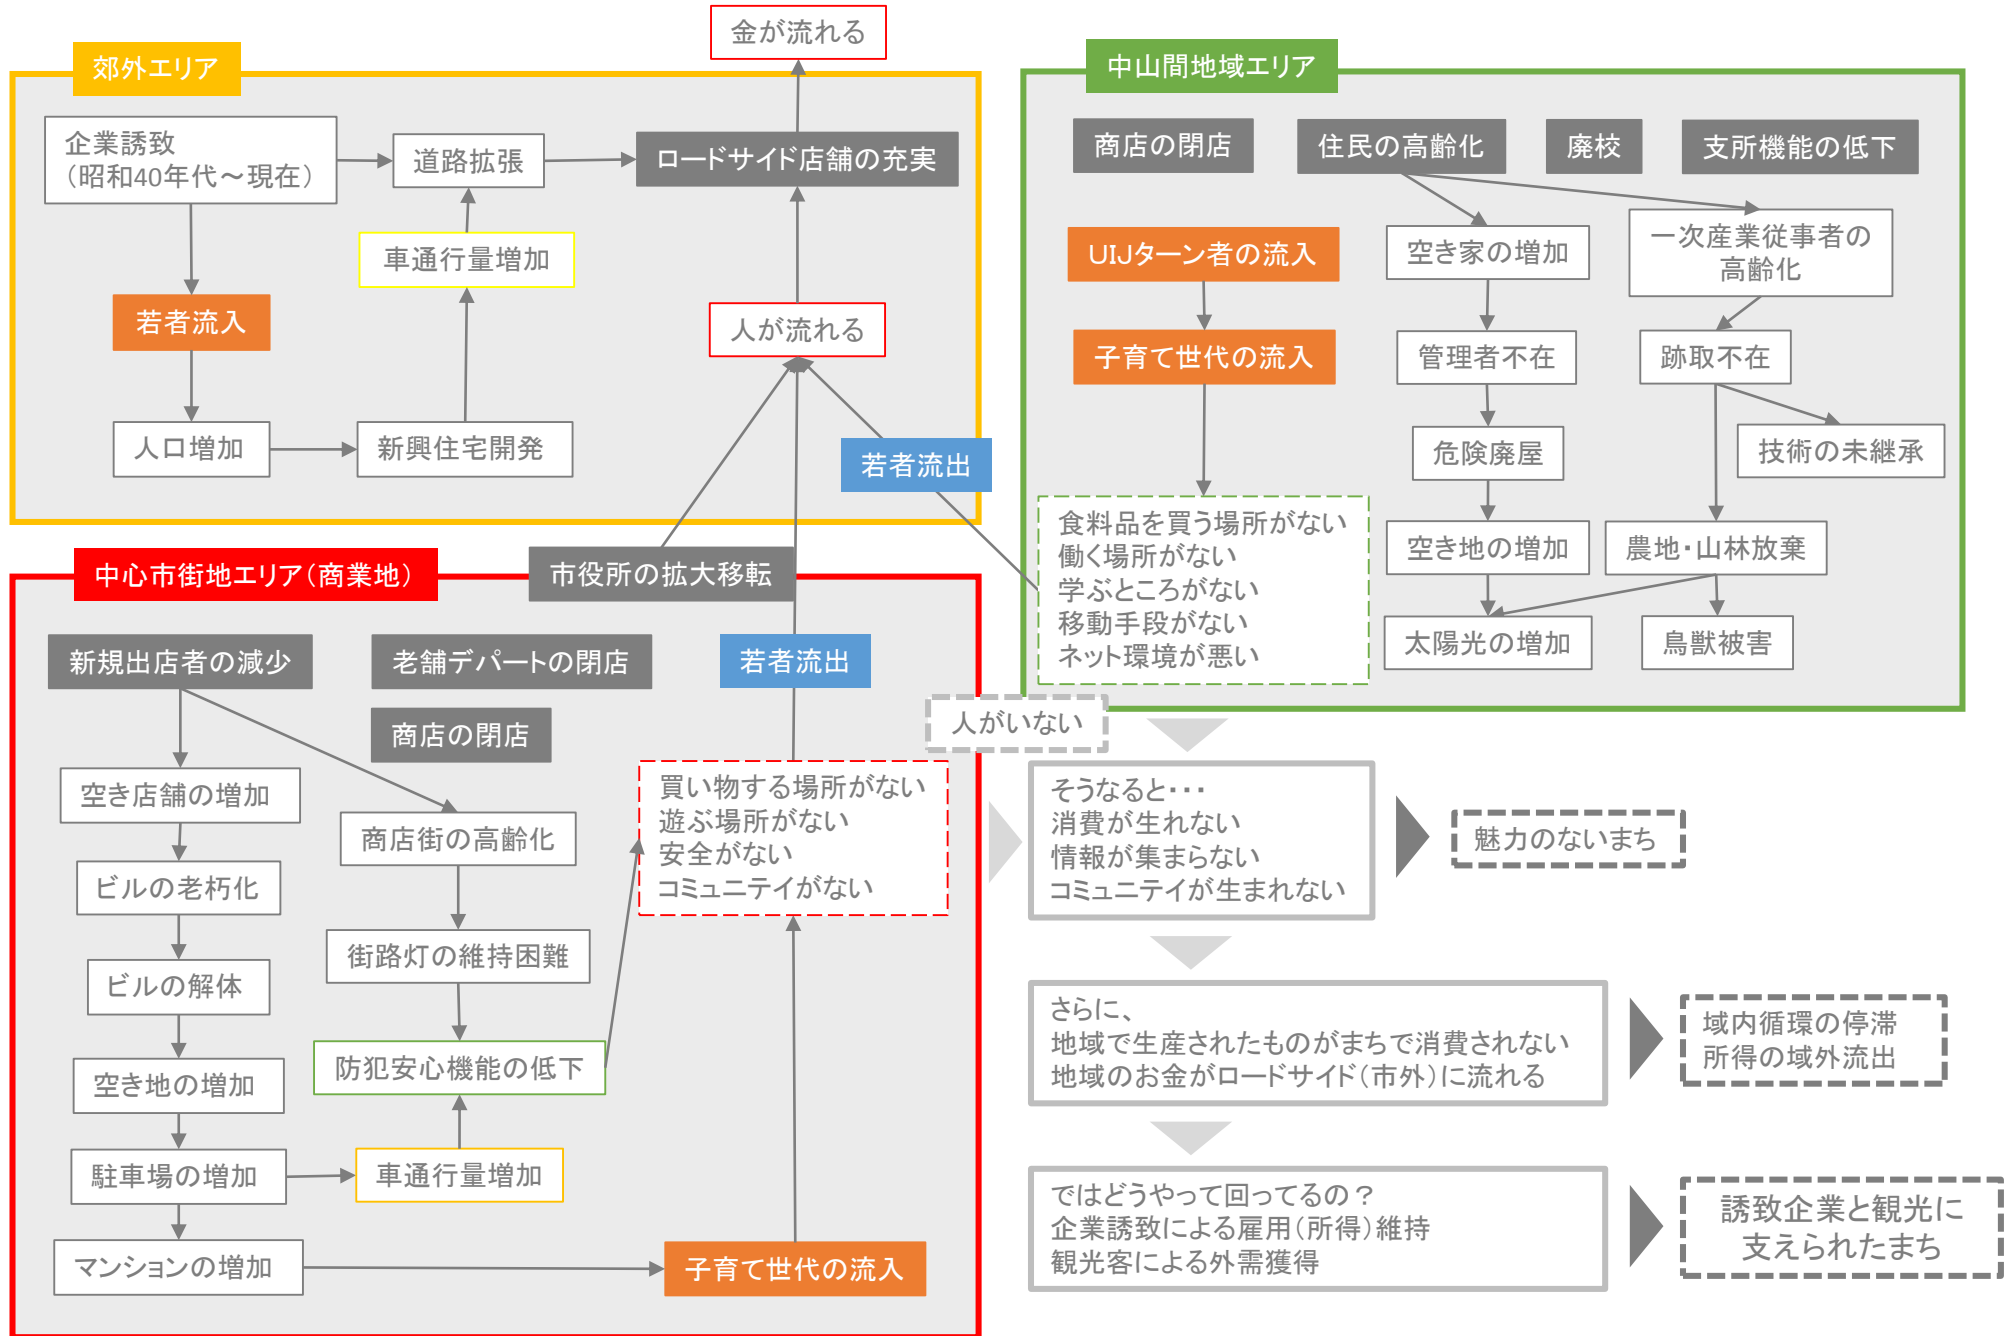 金が流れる
郊外エリア
企業誘致
（昭和40年代～現在）
道路拡張
ロードサイド店舗の充実
車通行量増加
若者流入
人が流れる
人口増加
新興住宅開発
若者流出
中山間地域エリア
商店の閉店
住民の高齢化
廃校
支所機能の低下
UIJターン者の流入
空き家の増加
一次産業従事者の
高齢化
子育て世代の流入
管理者不在
跡取不在
危険廃屋
技術の未継承
食料品を買う場所がない
働く場所がない
学ぶところがない
移動手段がない
ネット環境が悪い
空き地の増加
農地・山林放棄
太陽光の増加
鳥獣被害
中心市街地エリア（商業地）
市役所の拡大移転
新規出店者の減少
老舗デパートの閉店
若者流出
商店の閉店
空き店舗の増加
商店街の高齢化
買い物する場所がない
遊ぶ場所がない
安全がない
コミュニテイがない
ビルの老朽化
街路灯の維持困難
ビルの解体
防犯安心機能の低下
空き地の増加
駐車場の増加
車通行量増加
マンションの増加
子育て世代の流入
人がいない
そうなると・・・
消費が生れない
情報が集まらない
コミュニテイが生まれない
魅力のないまち
さらに、
地域で生産されたものがまちで消費されない
地域のお金がロードサイド（市外）に流れる
域内循環の停滞
所得の域外流出
ではどうやって回ってるの？
企業誘致による雇用（所得）維持
観光客による外需獲得
誘致企業と観光に
支えられたまち